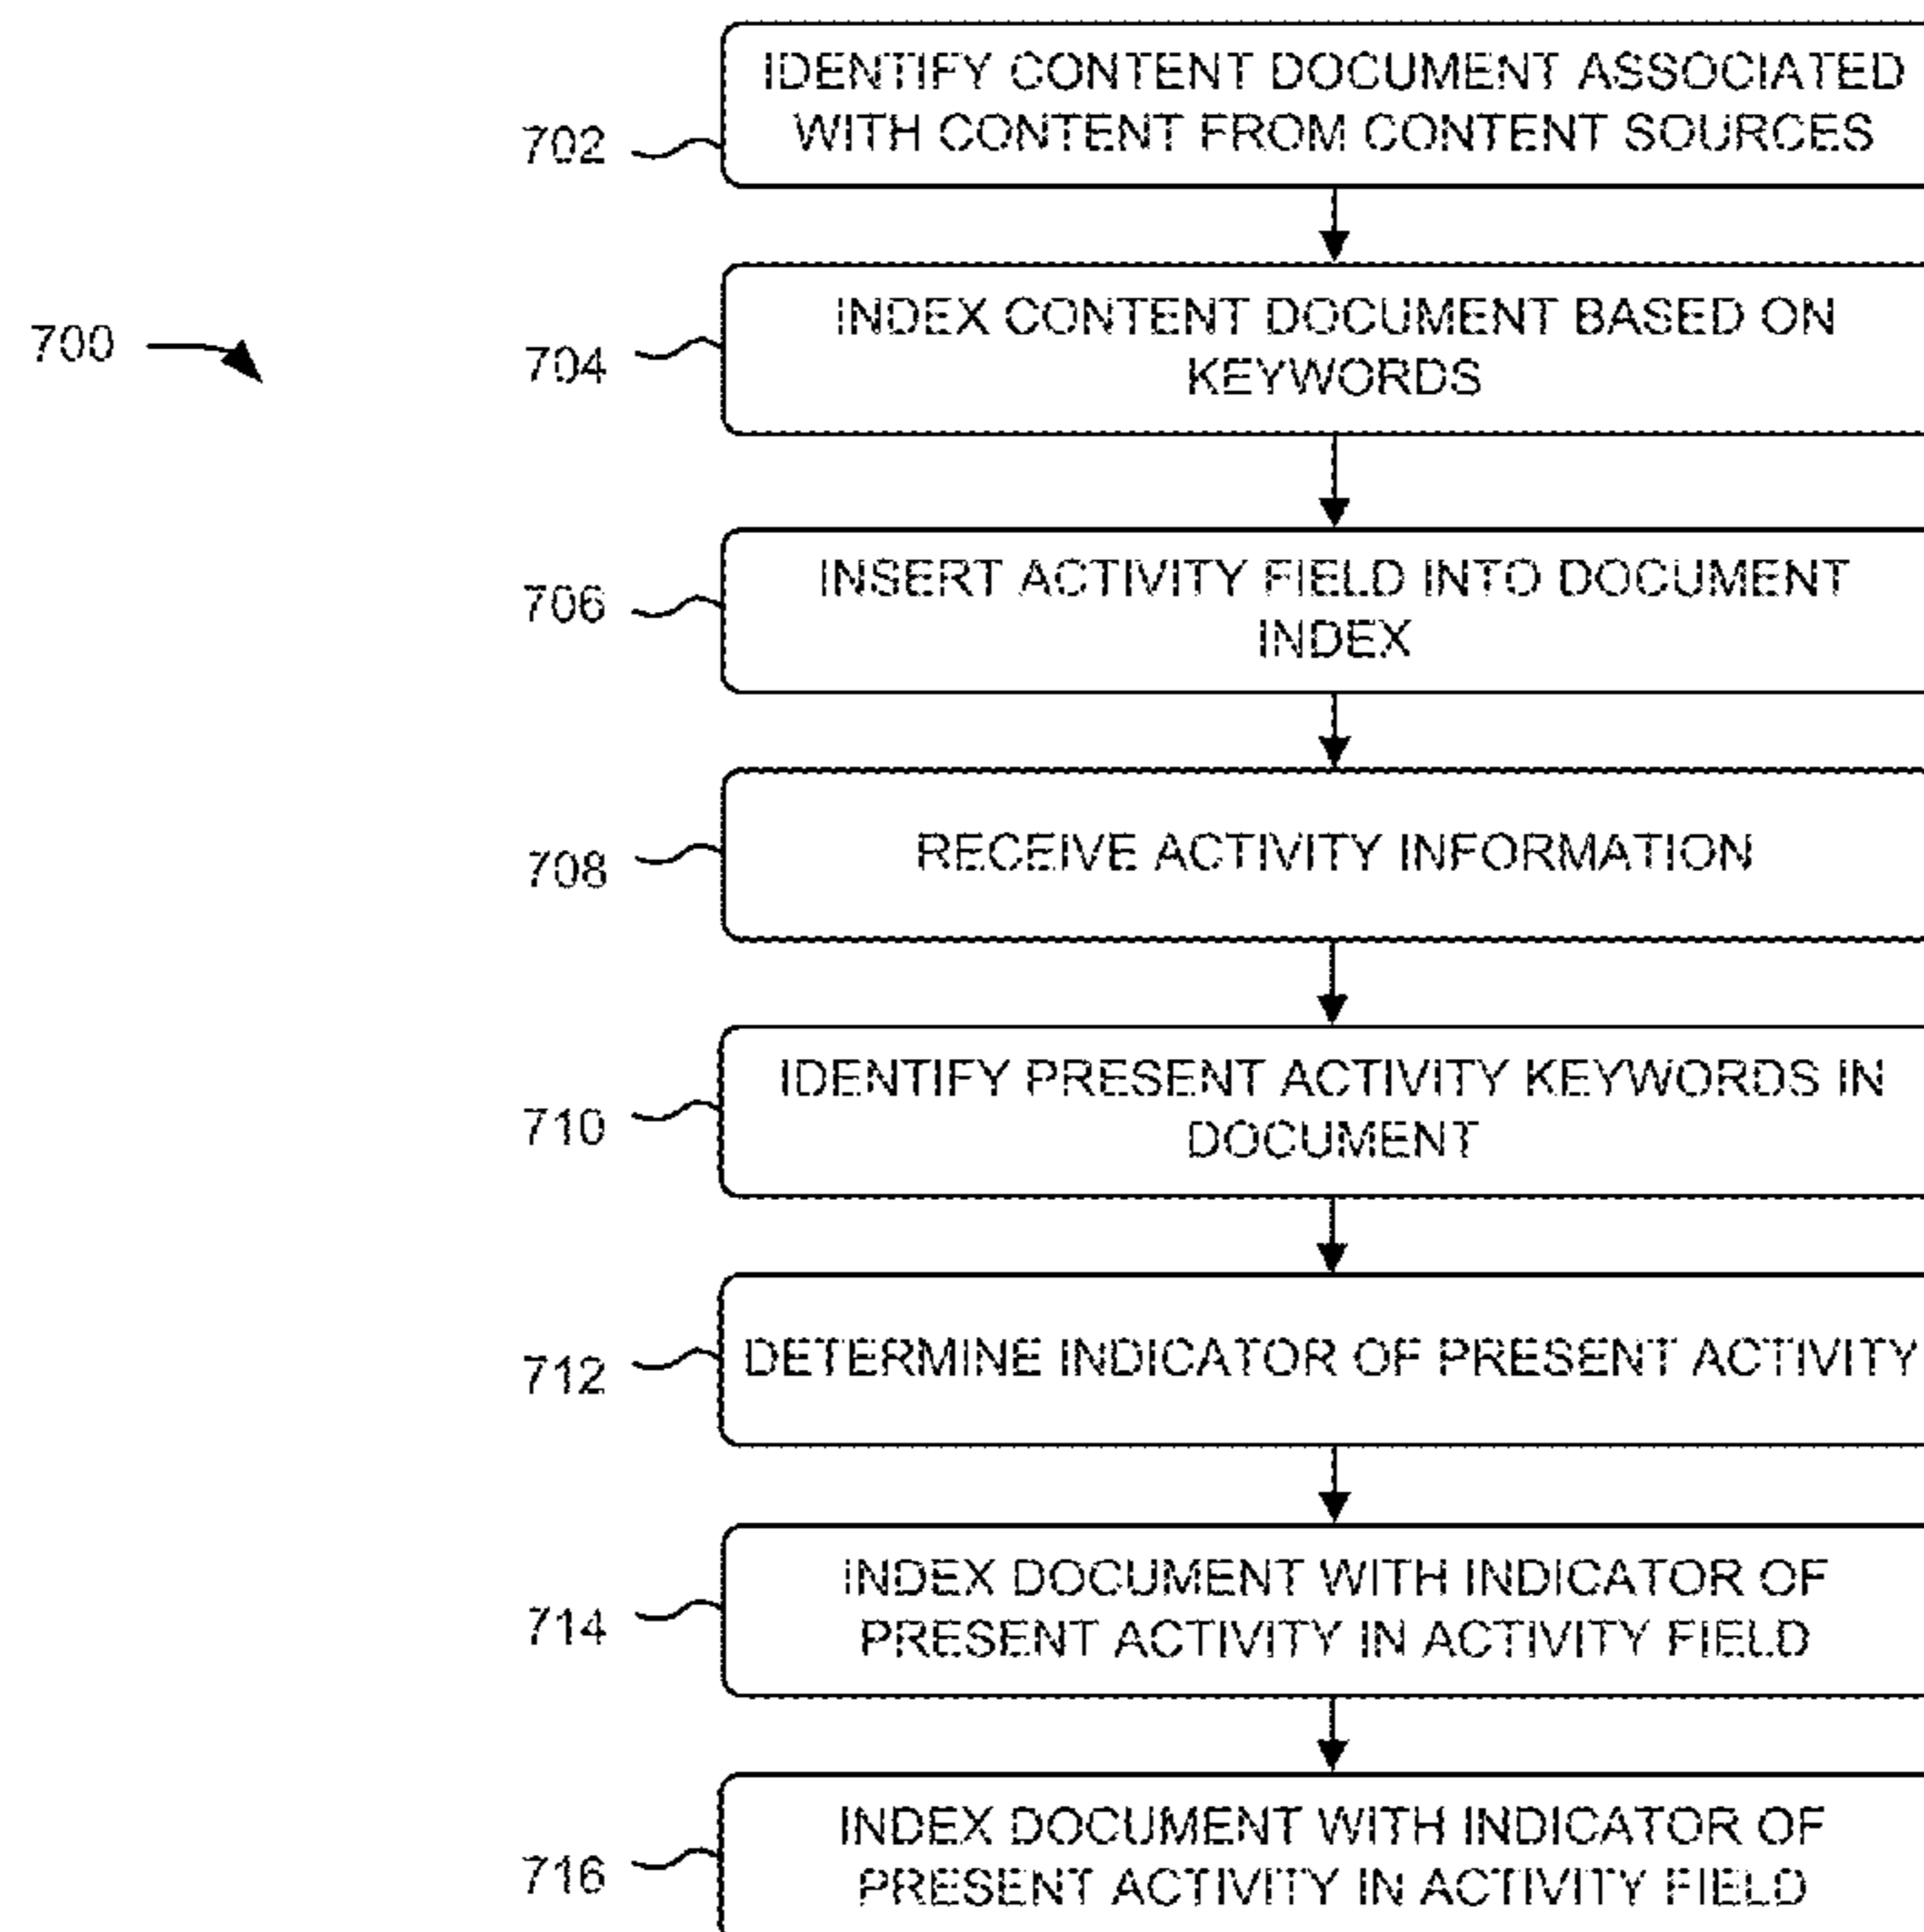 IDENTIFY CONTENT DOCUMENT ASSOCIATED
WITH CONTENT FROM CONTENT SOURCES
702
INDEX CONTENT DOCUMENT BASED ON
KEYWORDS
700
704
INSERT ACTIVITY FIELD INTO DOCUMENT
INDEX
706
RECEIVE ACTIVITY INFORMATION
708
IDENTIFY PRESENT ACTIVITY KEYWORDS IN
DOCUMENT
710
DETERMINE INDICATOR OF PRESENT ACTIVITY
712
INDEX DOCUMENT WITH INDICATOR OF
PRESENT ACTIVITY IN ACTIVITY FIELD
714
INDEX DOCUMENT WITH INDICATOR OF
PRESENT ACTIVITY IN ACTIVITY FIELD
716